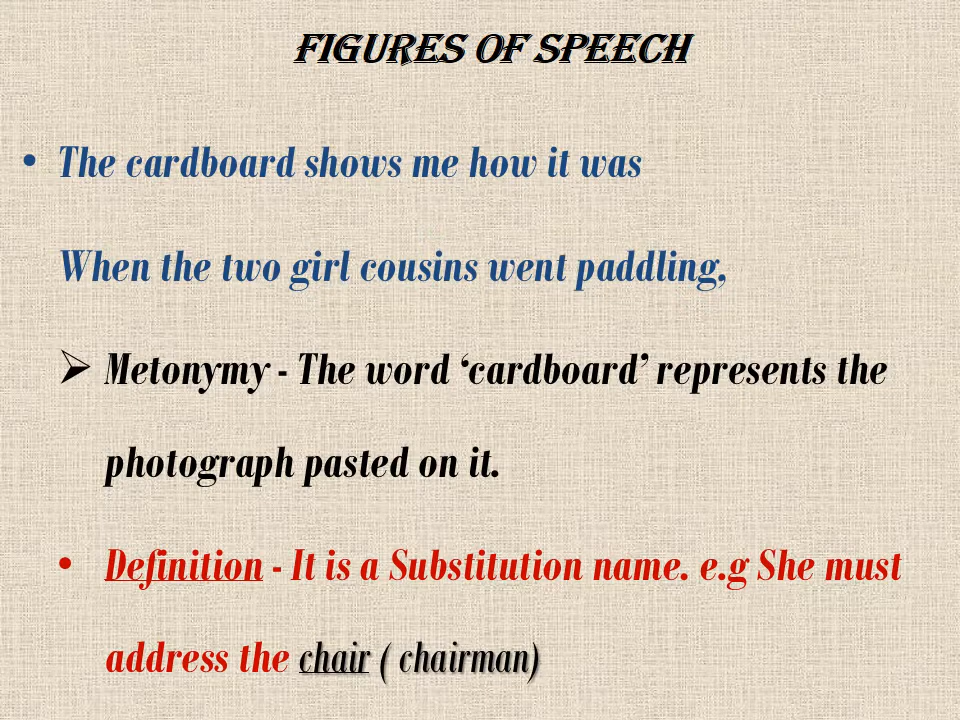 FIGURES OF SPEECH
• The cardboard shows me how it was
When the two girl cousins went paddling,
➢ Metonymy - The word ‘cardboard’ represents the
photograph pasted on it.
• Definition - It is a Substitution name. e.g She must
address the chair ( chairman)